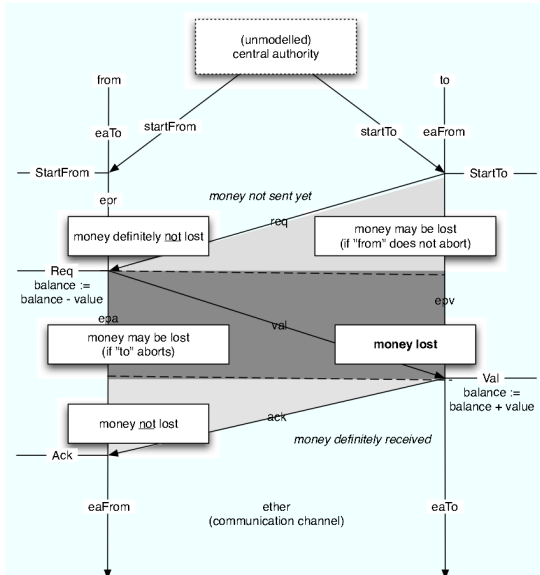 (unmodelled)
central authority
from
to
eaTo
startFrom
startTo
eaFrom
StartFrom
StartTo
epr
money not sent yet
req
money definitely not lost
money may be lost
(if "from" does not abort)
Req
balance :=
balance - value
epv
epa
val
money may be lost
(if "to" aborts)
money lost
Val
balance :=
balance + value
money not lost
ack
money definitely received
Ack
eaFrom
ether
(communication channel)
eaTo